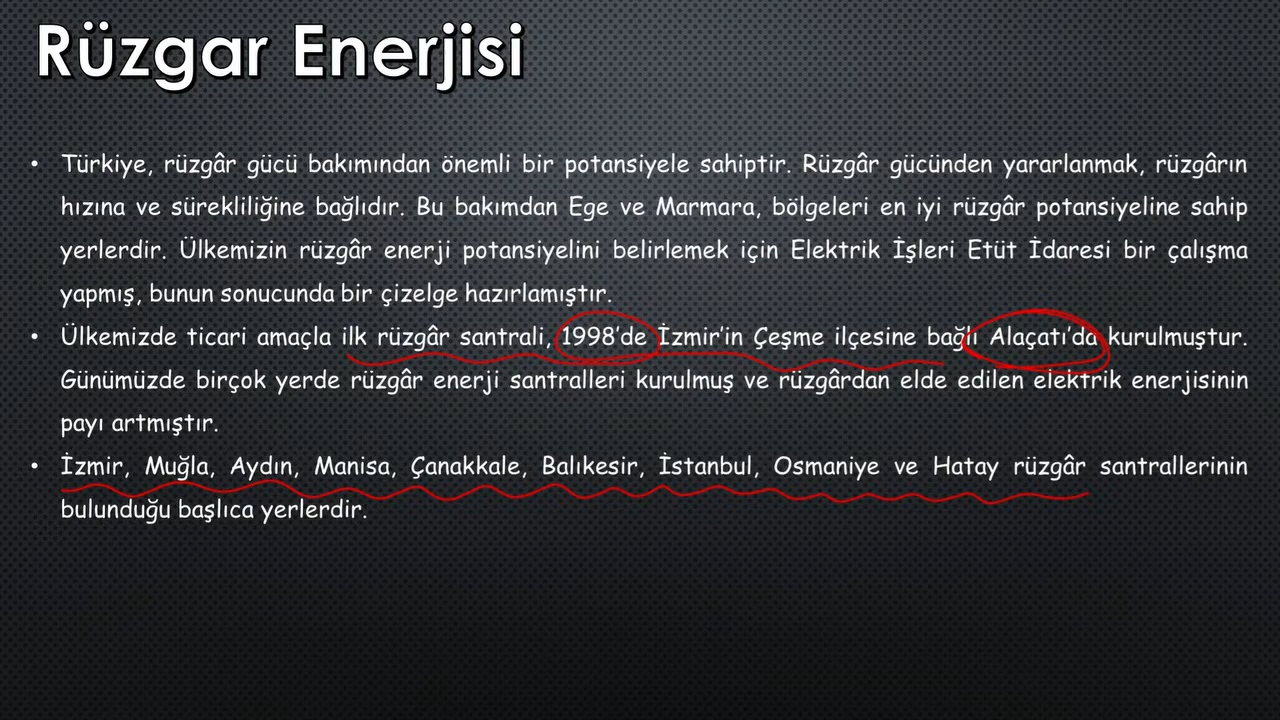 Rüzgar Enerjisi
• Türkiye, rüzgâr gücü bakımından önemli bir potansiyele sahiptir. Rüzgâr gücünden yararlanmak, rüzgârın
hızına ve sürekliliğine bağlıdır. Bu bakımdan Ege ve Marmara, bölgeleri en iyi rüzgâr potansiyeline sahip
yerlerdir. Ülkemizin rüzgâr enerji potansiyelini belirlemek için Elektrik İşleri Etüt İdaresi bir çalışma
yapmış, bunun sonucunda bir çizelge hazırlamıştır.
• Ülkemizde ticari amaçla ilk rüzgâr santrali, 1998’de İzmir’in Çeşme ilçesine bağlı Alaçatı’da kurulmuştur.
Günümüzde birçok yerde rüzgâr enerji santralleri kurulmuş ve rüzgârdan elde edilen elektrik enerjisinin
payı artmıştır.
• İzmir, Muğla, Aydın, Manisa, Çanakkale, Balıkesir, İstanbul, Osmaniye ve Hatay rüzgâr santrallerinin
bulunduğu başlıca yerlerdir.